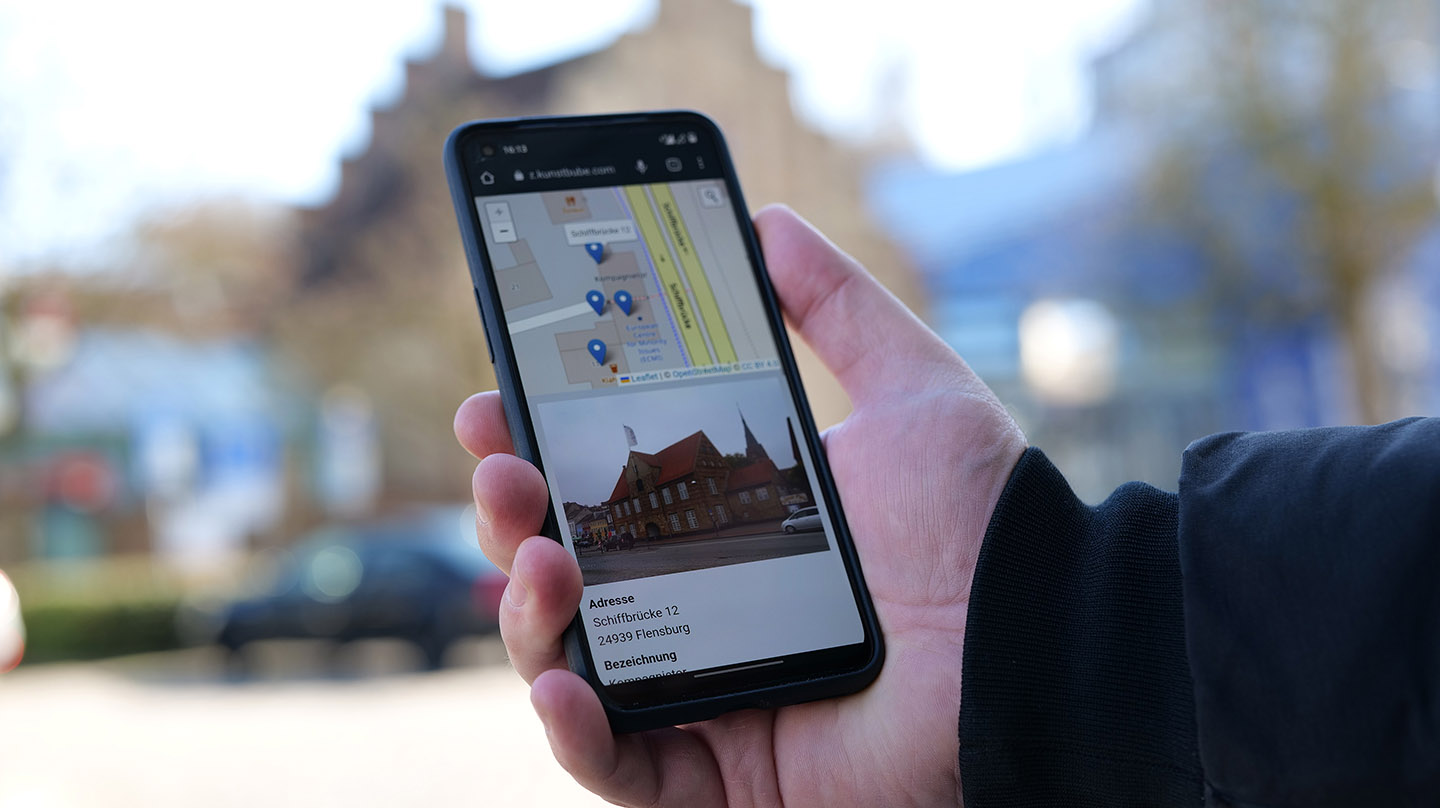 16:13
z.kunstbube.com
+
Schiffbrücke 12
−
Schiffbrücke
Kompagnietor
21
Schiffbrücke
European
Centre
for Minority
Issues
(ECMI)
Leaflet | © OpenStreetMap © CC BY 4.0
Adresse
Schiffbrücke 12
24939 Flensburg
Bezeichnung
Kompagnietor